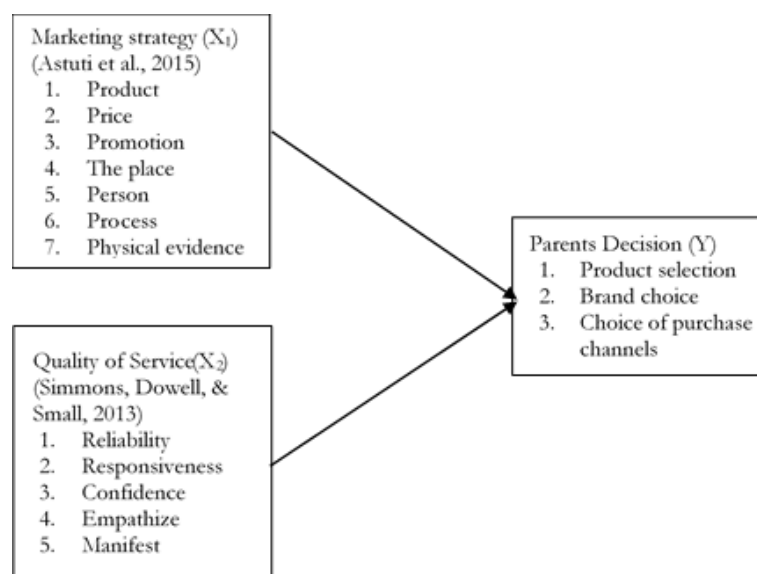 Marketing strategy (X₁)
(Astuti et al., 2015)
1. Product
2. Price
3. Promotion
4. The place
5. Person
6. Process
7. Physical evidence
Quality of Service(X₂)
(Simmons, Dowell, &
Small, 2013)
1. Reliability
2. Responsiveness
3. Confidence
4. Empathize
5. Manifest
Parents Decision (Y)
1. Product selection
2. Brand choice
3. Choice of purchase
channels